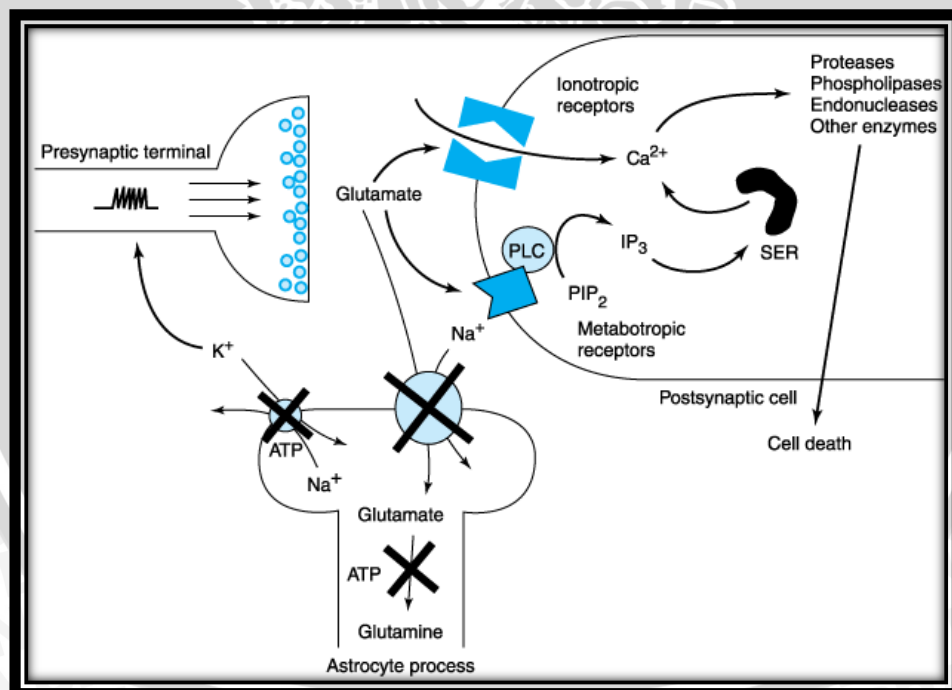 Presynaptic terminal
Glutamate
Ionotropic
receptors
Ca²⁺
Proteases
Phospholipases
Endonucleases
Other enzymes
PLC
IP₃
SER
PIP₂
Metabotropic
receptors
Na⁺
K⁺
Postsynaptic cell
Cell death
ATP
Na⁺
Glutamate
ATP
Glutamine
Astrocyte process